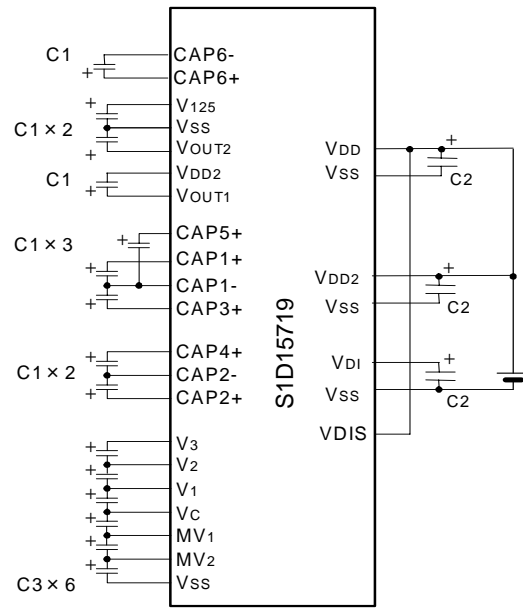 C1
+
CAP6-
CAP6+
C1×2
+
+
V125
VSS
VOUT2
C1
+
VDD2
VOUT1
C1×3
+
+
+
CAP5+
CAP1+
CAP1-
CAP3+
C1×2
+
+
CAP4+
CAP2-
CAP2+
+
+
+
+
+
+
V3
V2
V1
VC
MV1
MV2
VSS
C3×6
S1D15719
VDD
VSS
+
C2
VDD2
VSS
+
C2
VDI
VSS
+
C2
VDIS